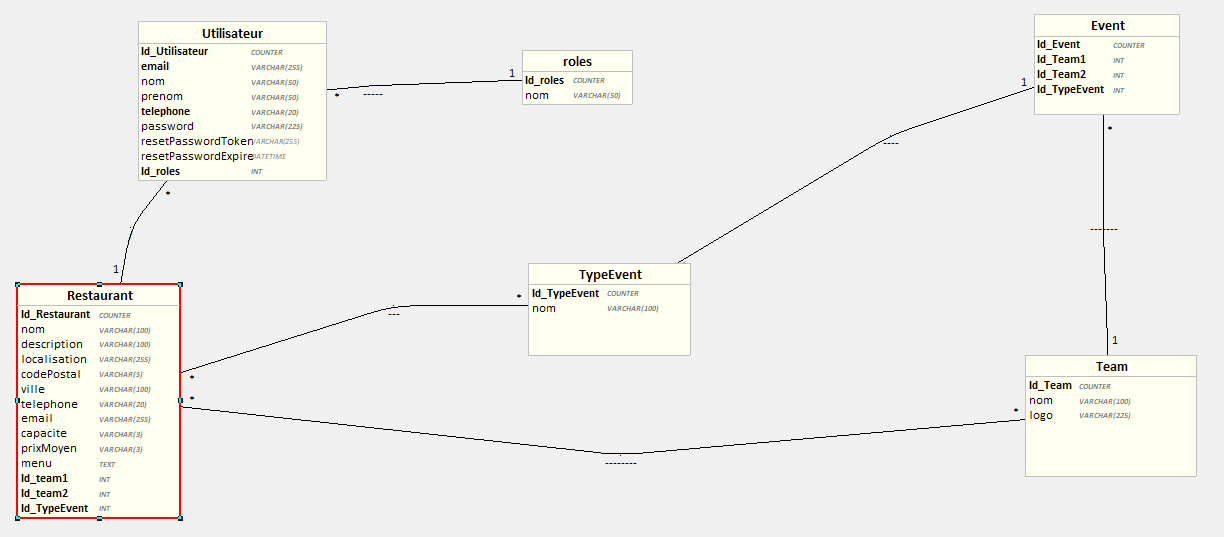 Utilisateur
Id_Utilisateur COUNTER
email VARCHAR(255)
nom VARCHAR(50)
prenom VARCHAR(50)
telephone VARCHAR(20)
password VARCHAR(225)
resetPasswordToken VARCHAR(255)
resetPasswordExpire DATETIME
Id_roles INT
* ----- 1
roles
Id_roles COUNTER
nom VARCHAR(50)
Event
Id_Event COUNTER
Id_Team1 INT
Id_Team2 INT
Id_TypeEvent INT
1
----
*
-------
1
*
1
Restaurant
Id_Restaurant COUNTER
nom VARCHAR(100)
description VARCHAR(100)
localisation VARCHAR(255)
codePostal VARCHAR(5)
ville VARCHAR(100)
telephone VARCHAR(20)
email VARCHAR(255)
capacite VARCHAR(3)
prixMoyen VARCHAR(3)
menu TEXT
Id_team1 INT
Id_team2 INT
Id_TypeEvent INT
* --- *
TypeEvent
Id_TypeEvent COUNTER
nom VARCHAR(100)
* -------- *
Team
Id_Team COUNTER
nom VARCHAR(100)
logo VARCHAR(225)